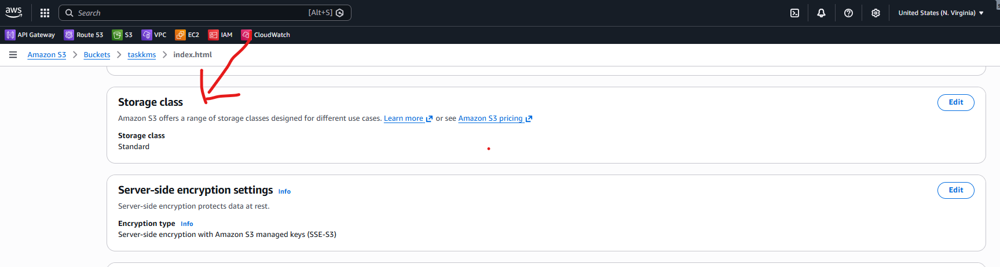 aws
Search [Alt+S]
United States (N. Virginia)
API Gateway Route 53 S3 VPC EC2 IAM CloudWatch
Amazon S3 Buckets taskkms index.html
Storage class Edit
Amazon S3 offers a range of storage classes designed for different use cases. Learn more or see Amazon S3 pricing
Storage class
Standard
Server-side encryption settings Info Edit
Server-side encryption protects data at rest.
Encryption type Info
Server-side encryption with Amazon S3 managed keys (SSE-S3)